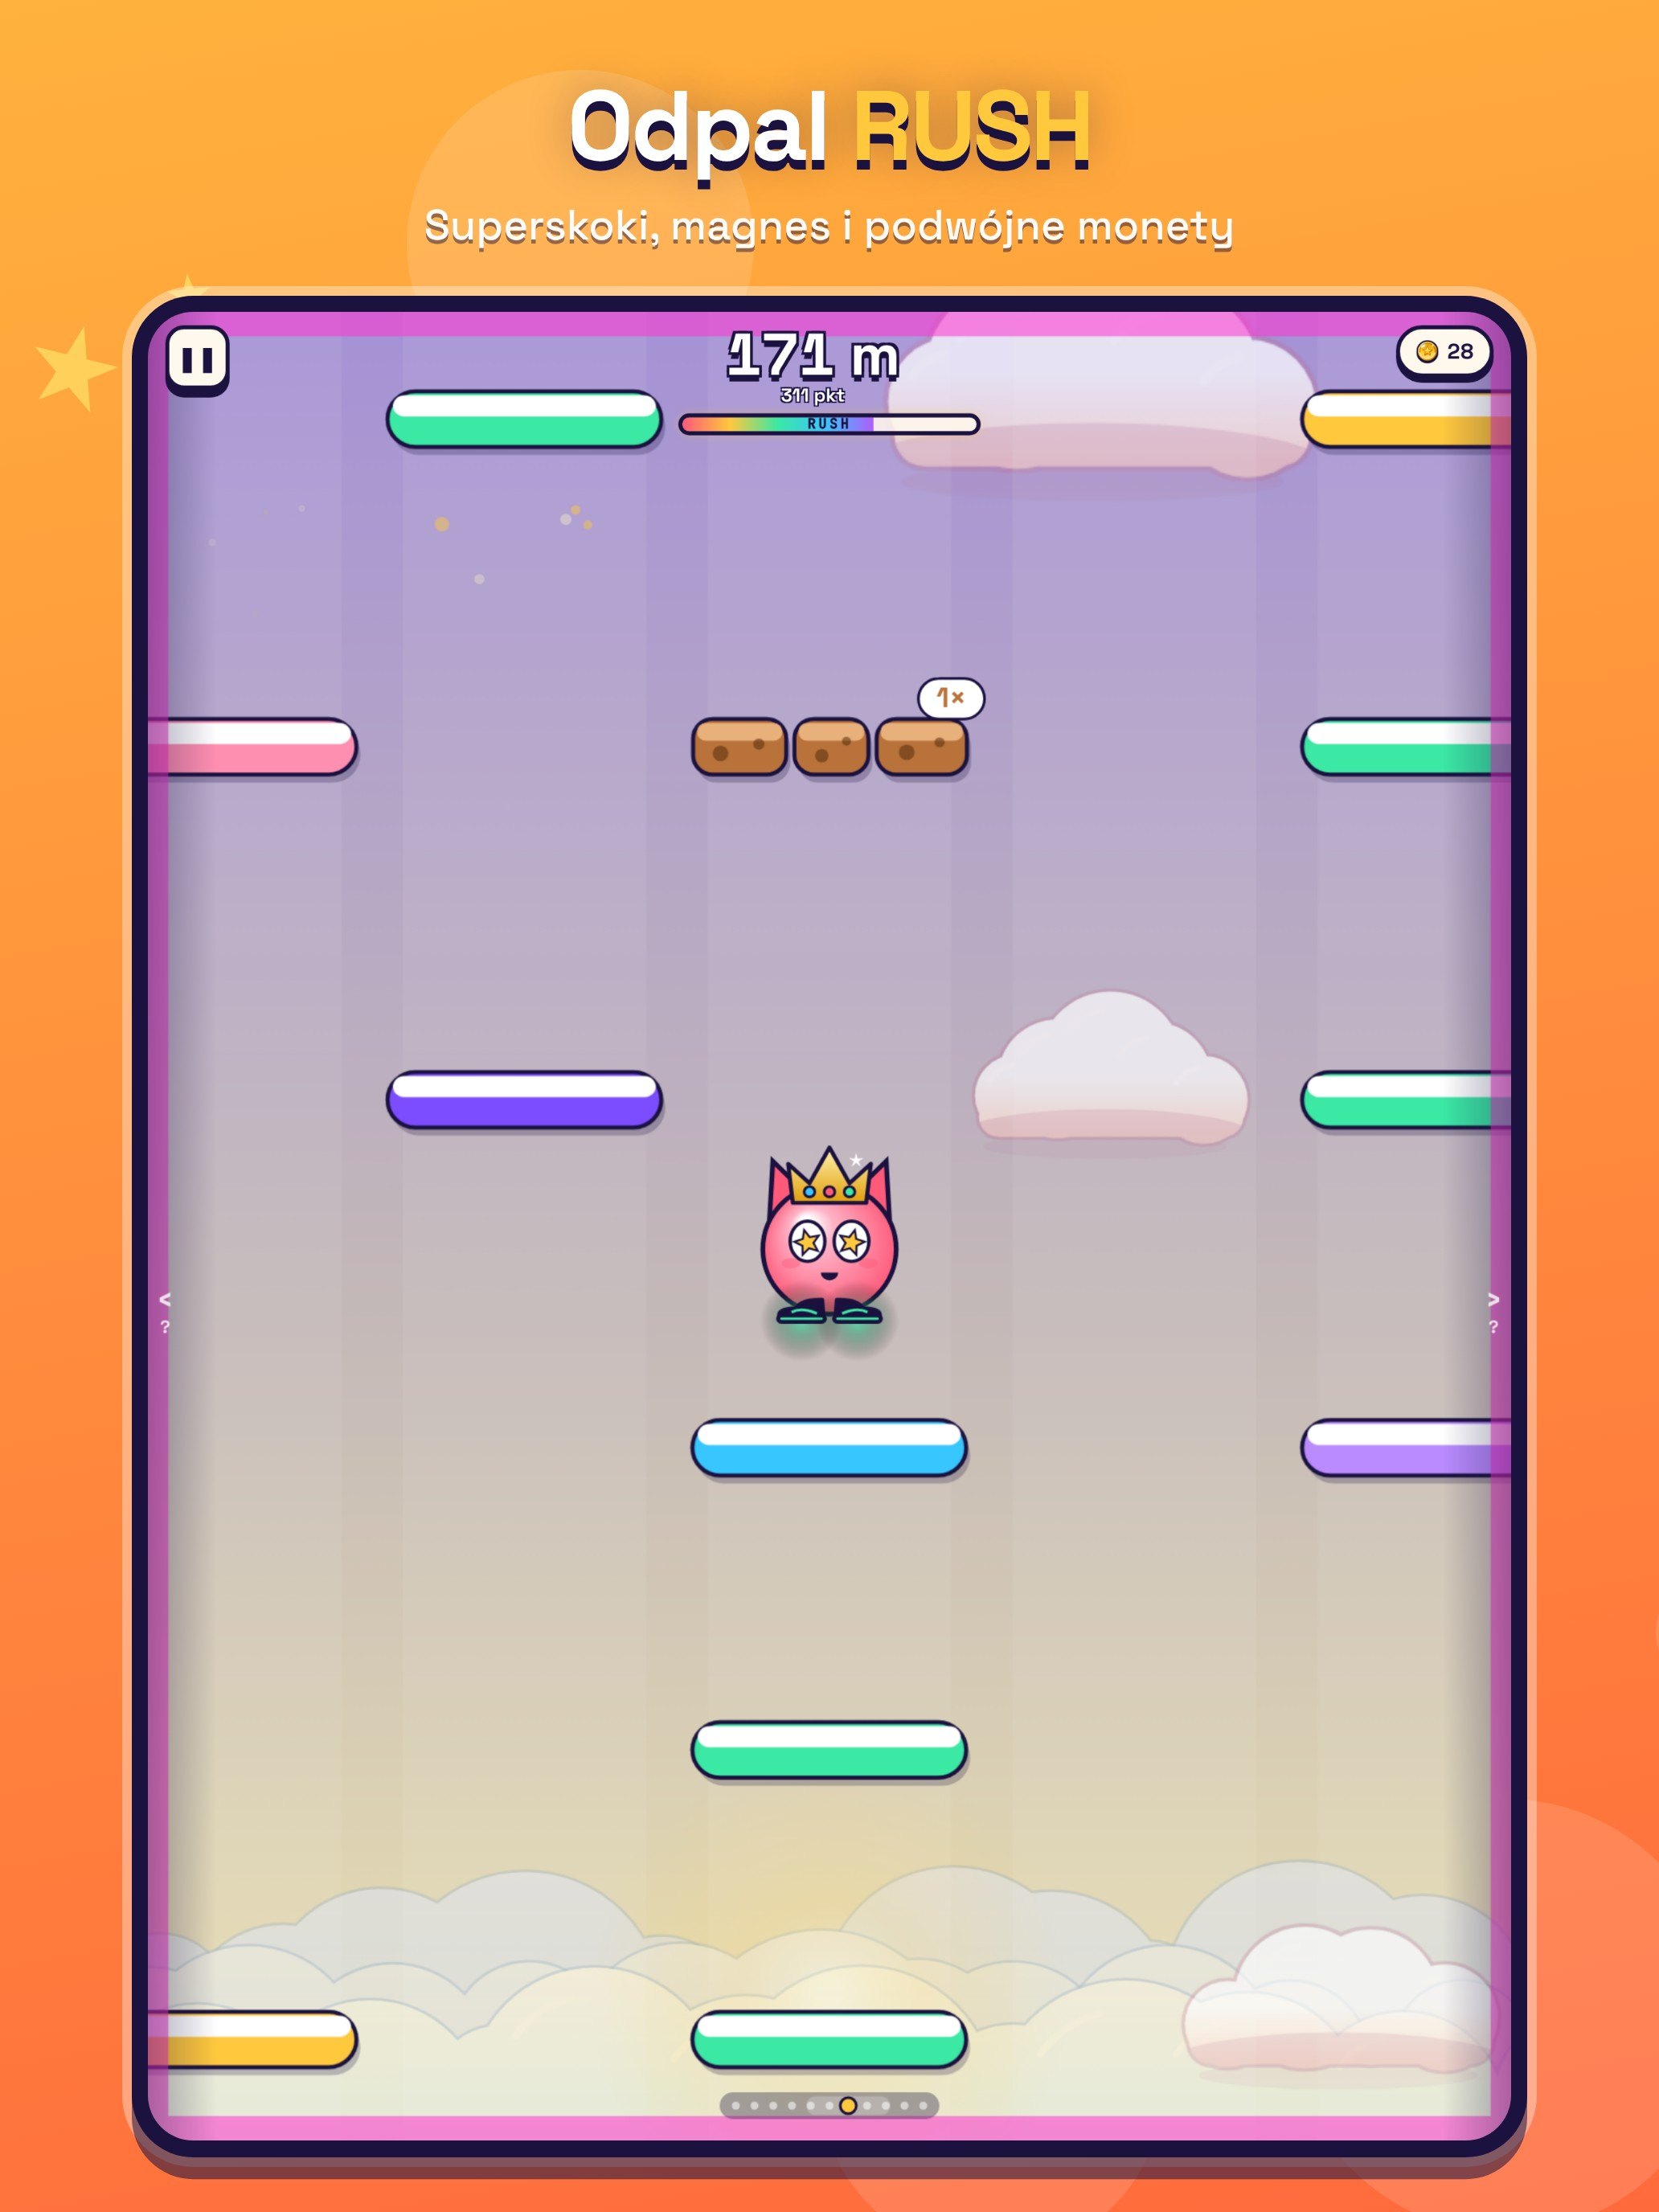 Odpal RUSH
Superskoki, magnes i podwójne monety
171 m
28
311 pkt
RUSH
1×
< >
? ?